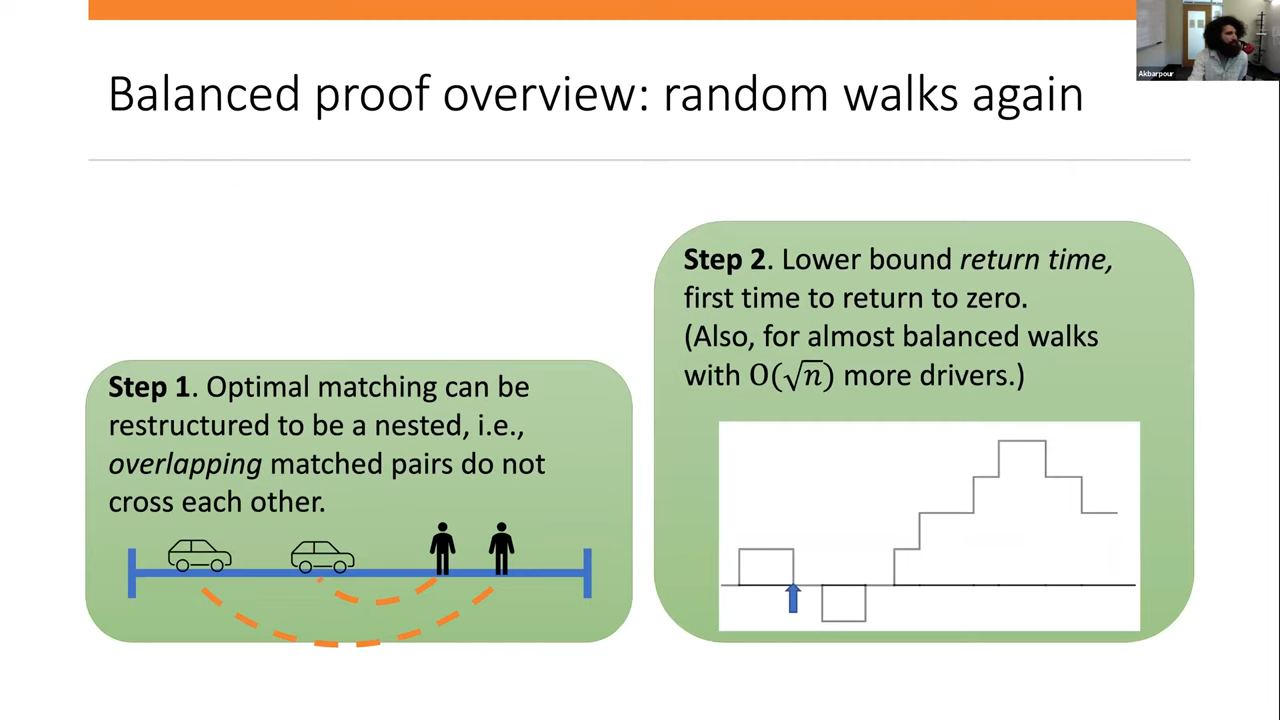 Akbarpour
Balanced proof overview: random walks again
Step 1. Optimal matching can be
restructured to be a nested, i.e.,
overlapping matched pairs do not
cross each other.
Step 2. Lower bound return time,
first time to return to zero.
(Also, for almost balanced walks
with O(√n) more drivers.)